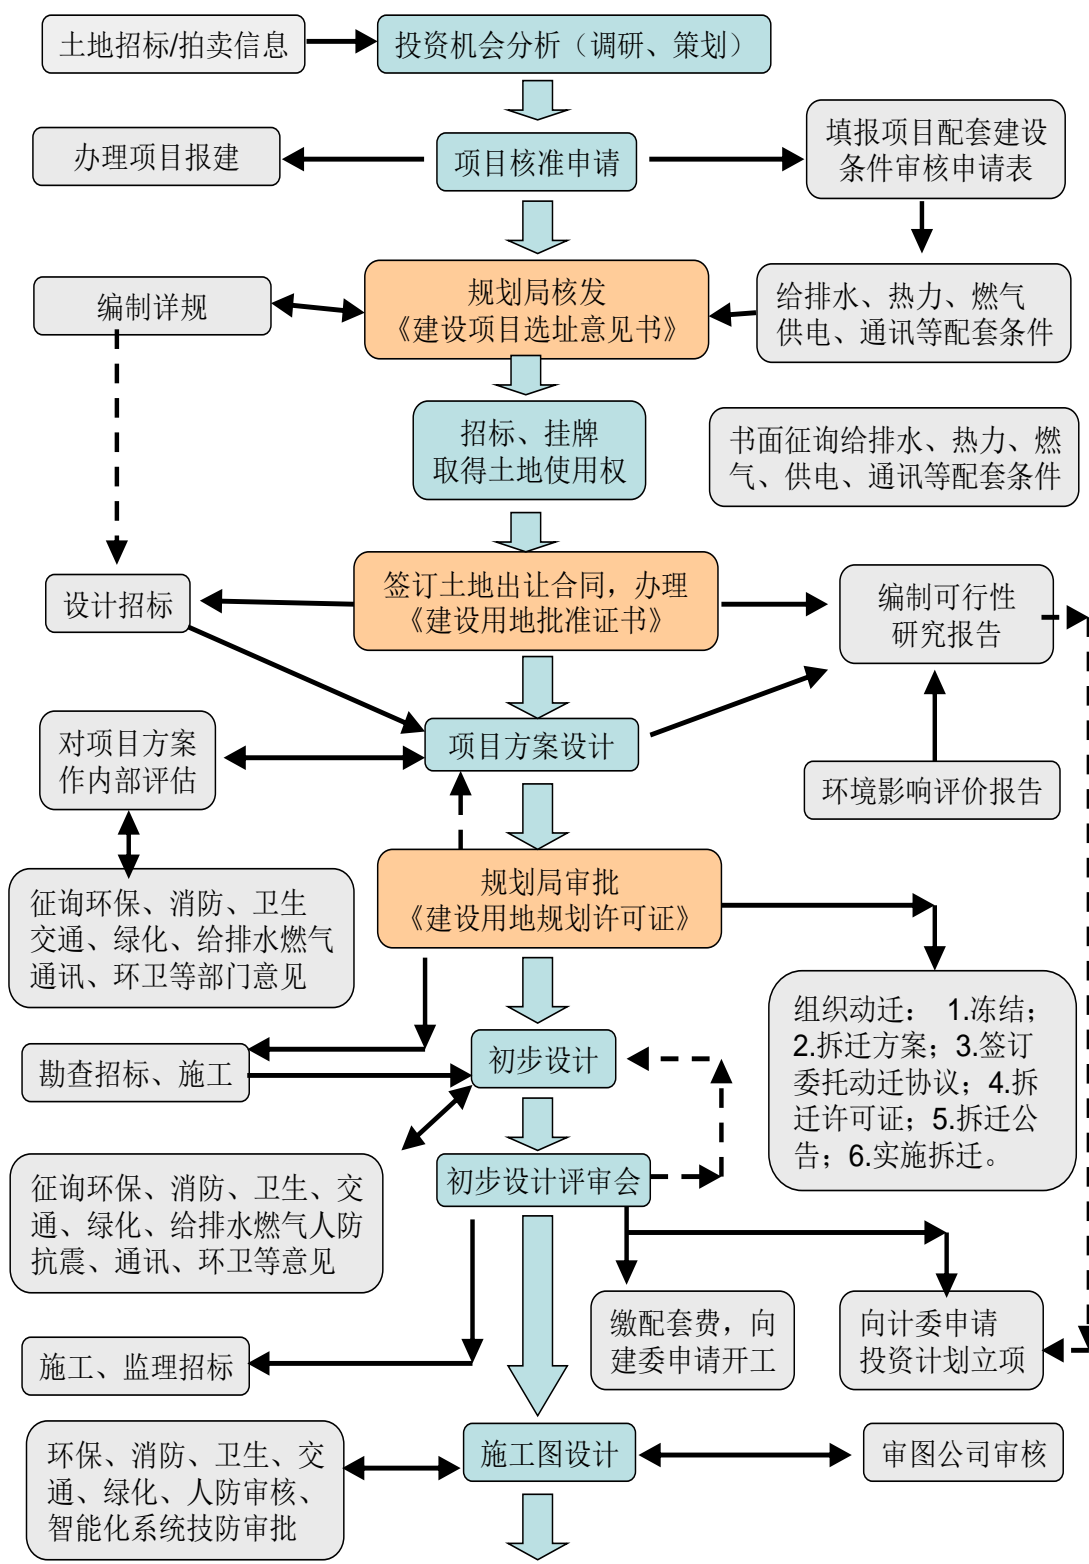 土地招标/拍卖信息
投资机会分析（调研、策划）
办理项目报建
项目核准申请
填报项目配套建设
条件审核申请表
编制详规
规划局核发
《建设项目选址意见书》
给排水、热力、燃气
供电、通讯等配套条件
招标、挂牌
取得土地使用权
书面征询给排水、热力、燃
气、供电、通讯等配套条件
设计招标
签订土地出让合同，办理
《建设用地批准证书》
编制可行性
研究报告
对项目方案
作内部评估
项目方案设计
环境影响评价报告
征询环保、消防、卫生
交通、绿化、给排水燃气
通讯、环卫等部门意见
规划局审批
《建设用地规划许可证》
组织动迁： 1.冻结；
2.拆迁方案；3.签订
委托动迁协议；4.拆
迁许可证；5.拆迁公
告；6.实施拆迁。
勘查招标、施工
初步设计
征询环保、消防、卫生、交
通、绿化、给排水燃气人防
抗震、通讯、环卫等意见
初步设计评审会
施工、监理招标
缴配套费，向
建委申请开工
向计委申请
投资计划立项
环保、消防、卫生、交
通、绿化、人防审核、
智能化系统技防审批
施工图设计
审图公司审核